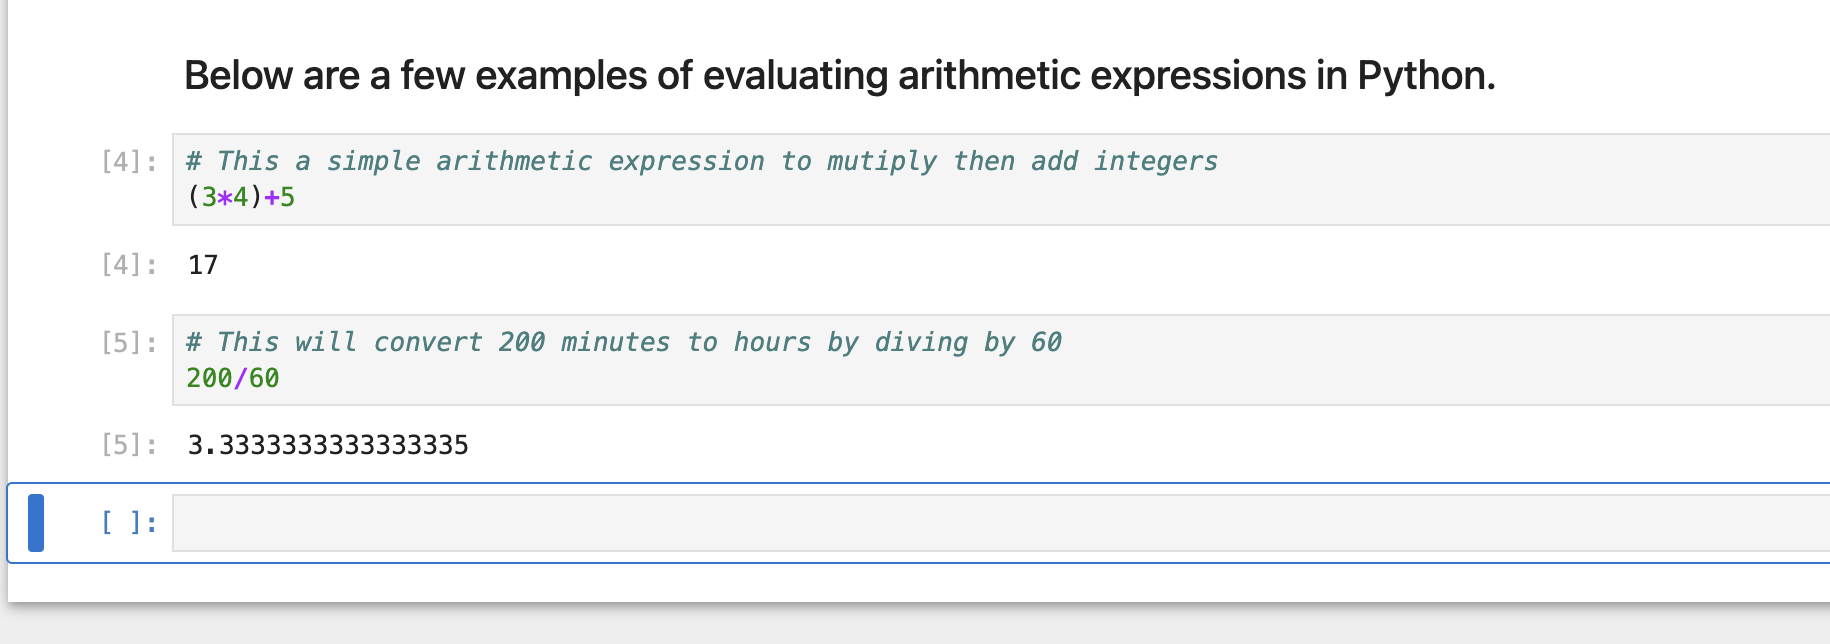 Below are a few examples of evaluating arithmetic expressions in Python.
[4]: # This a simple arithmetic expression to mutiply then add integers
(3*4)+5
[4]: 17
[5]: # This will convert 200 minutes to hours by diving by 60
200/60
[5]: 3.3333333333333335
[ ]: